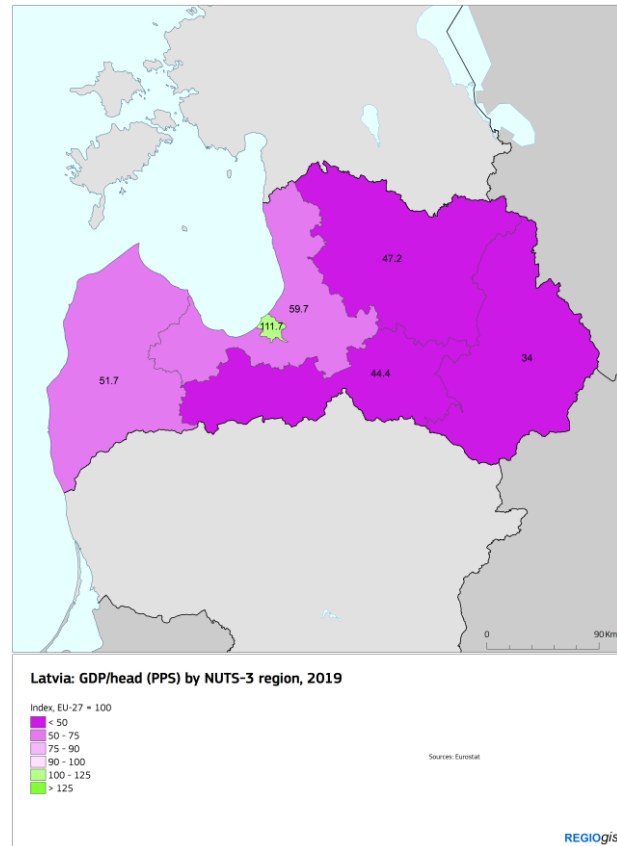 47.2
59.7
111.7
34
51.7
44.4
0 90 Km
Latvia: GDP/head (PPS) by NUTS-3 region, 2019
Index, EU-27 = 100
< 50
50 - 75
75 - 90
90 - 100
100 - 125
> 125
Sources: Eurostat
REGIOgis